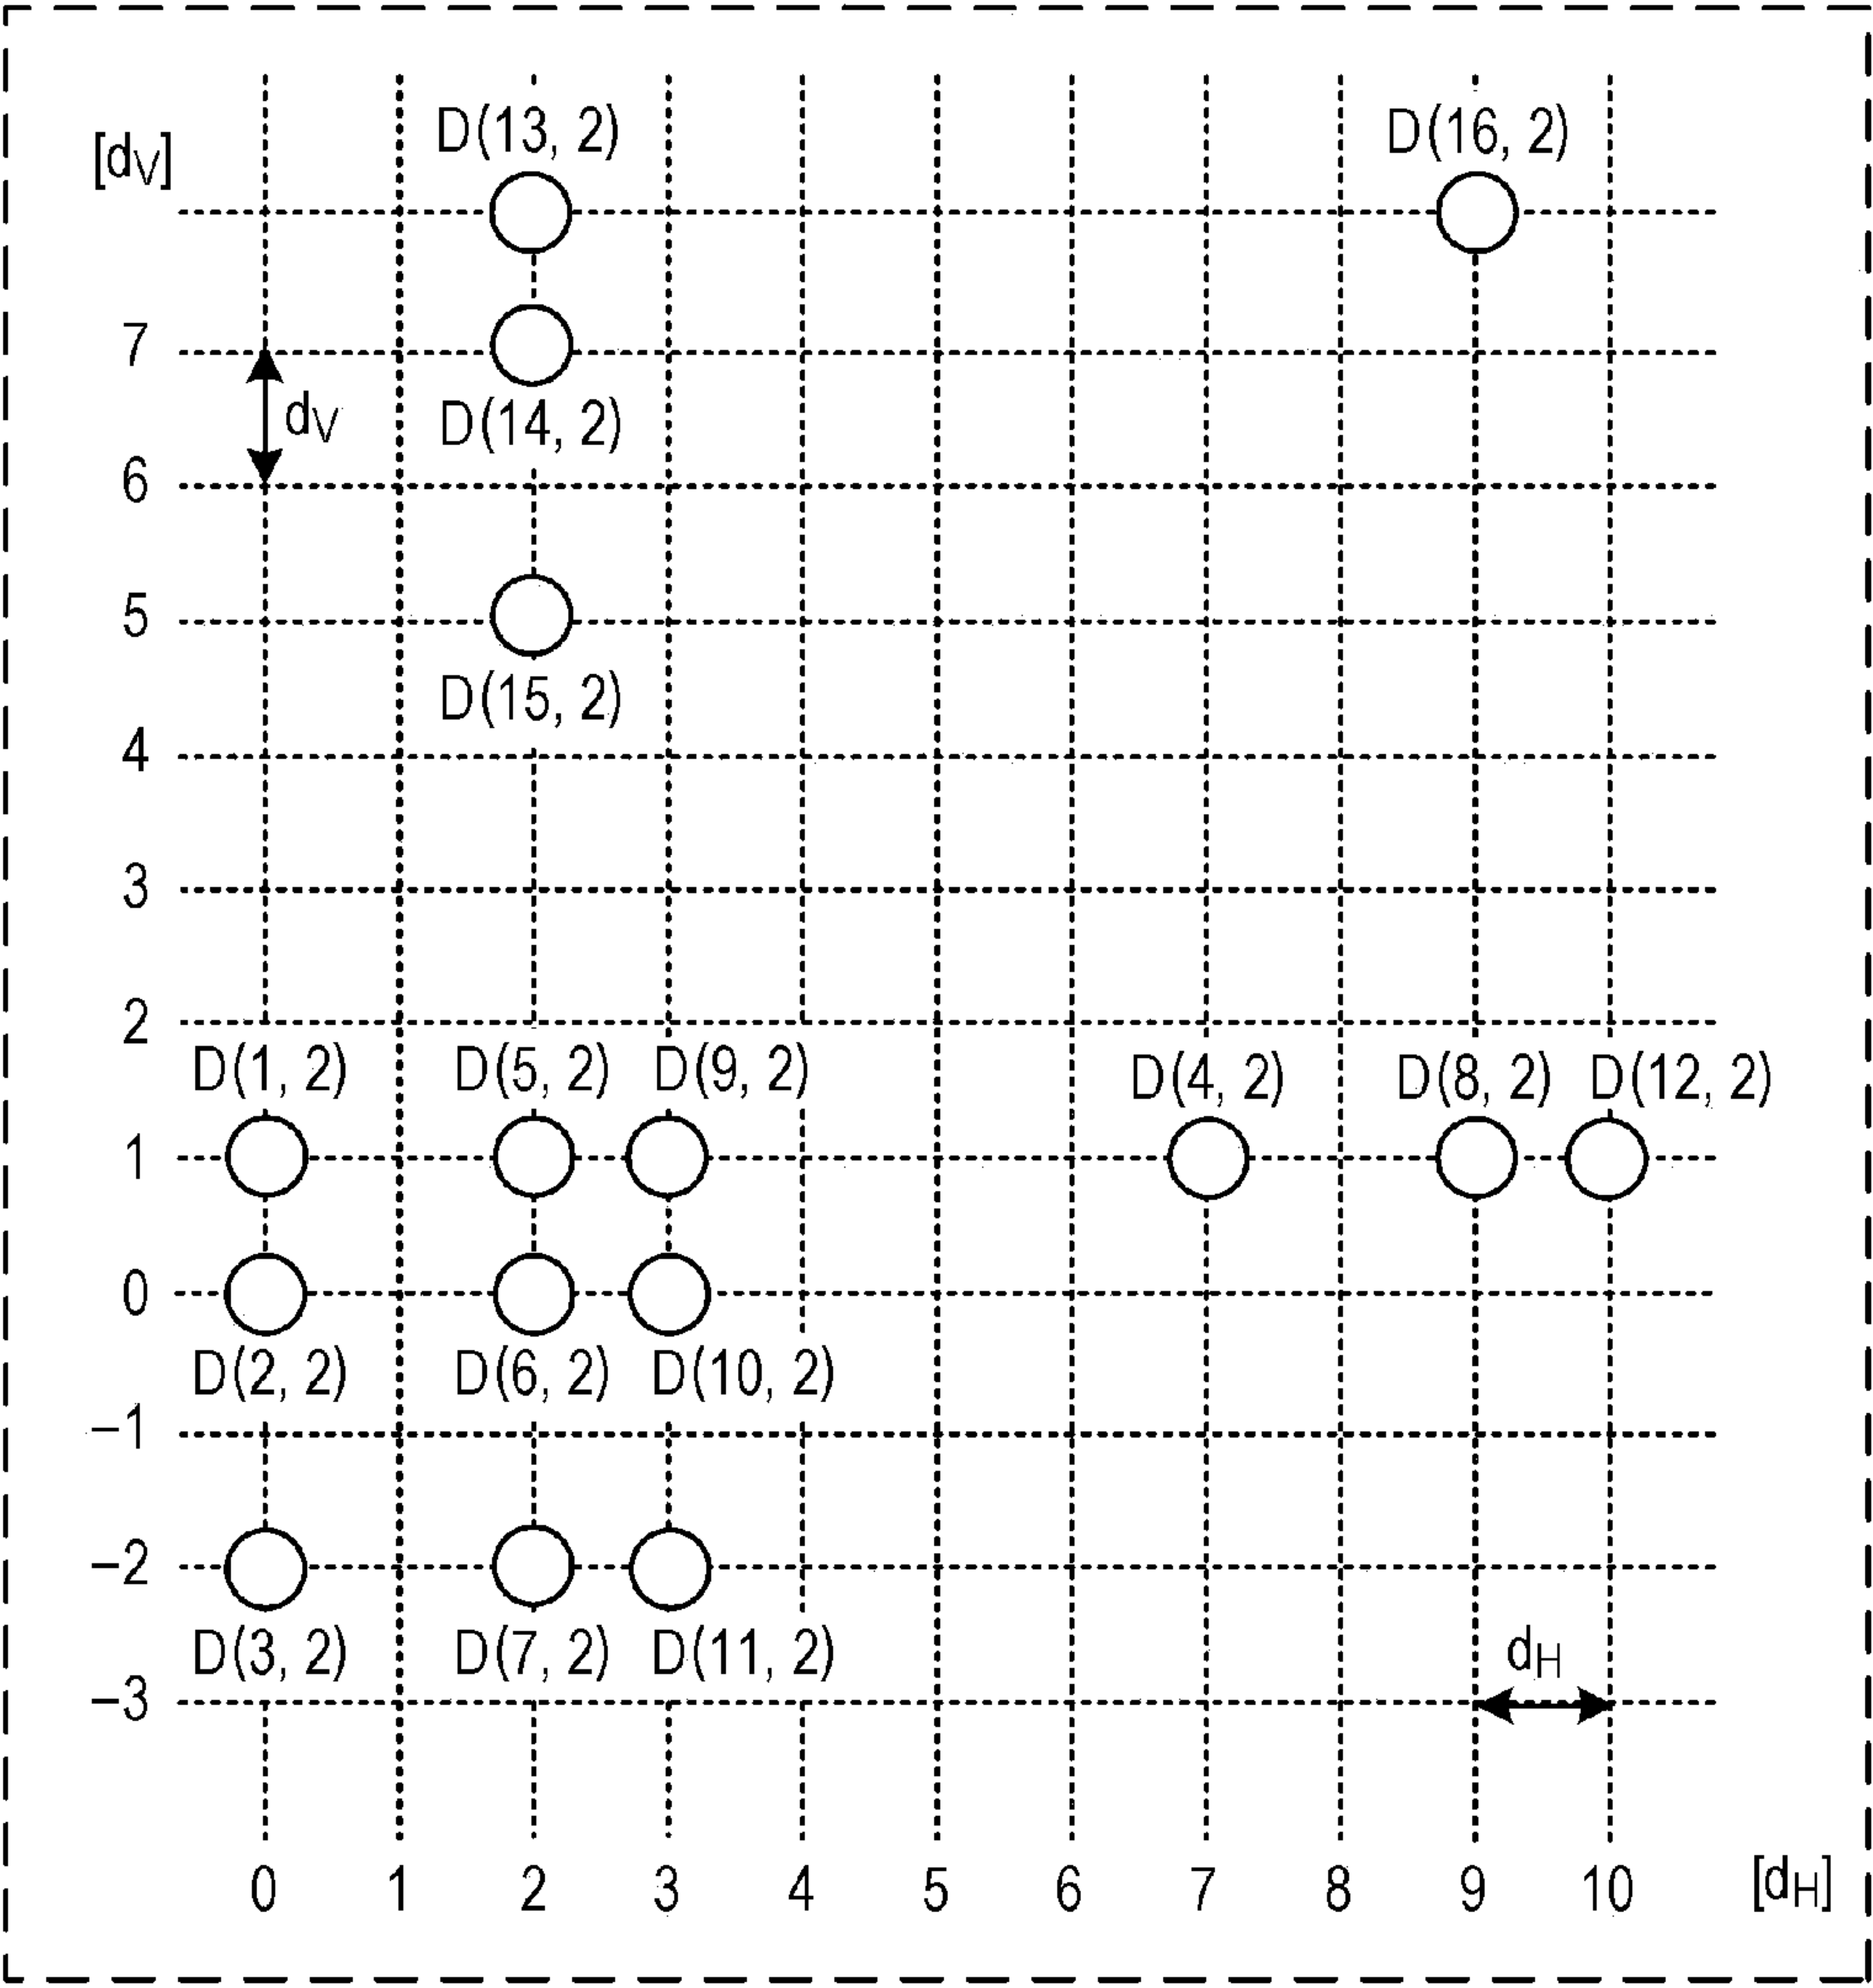 D(13, 2) D(16, 2)
[dV]
7
dV
D(14, 2)
6
5
D(15, 2)
4
3
2
D(1, 2) D(5, 2) D(9, 2) D(4, 2) D(8, 2) D(12, 2)
1
0
D(2, 2) D(6, 2) D(10, 2)
−1
−2
D(3, 2) D(7, 2) D(11, 2) dH
−3
0 1 2 3 4 5 6 7 8 9 10 [dH]